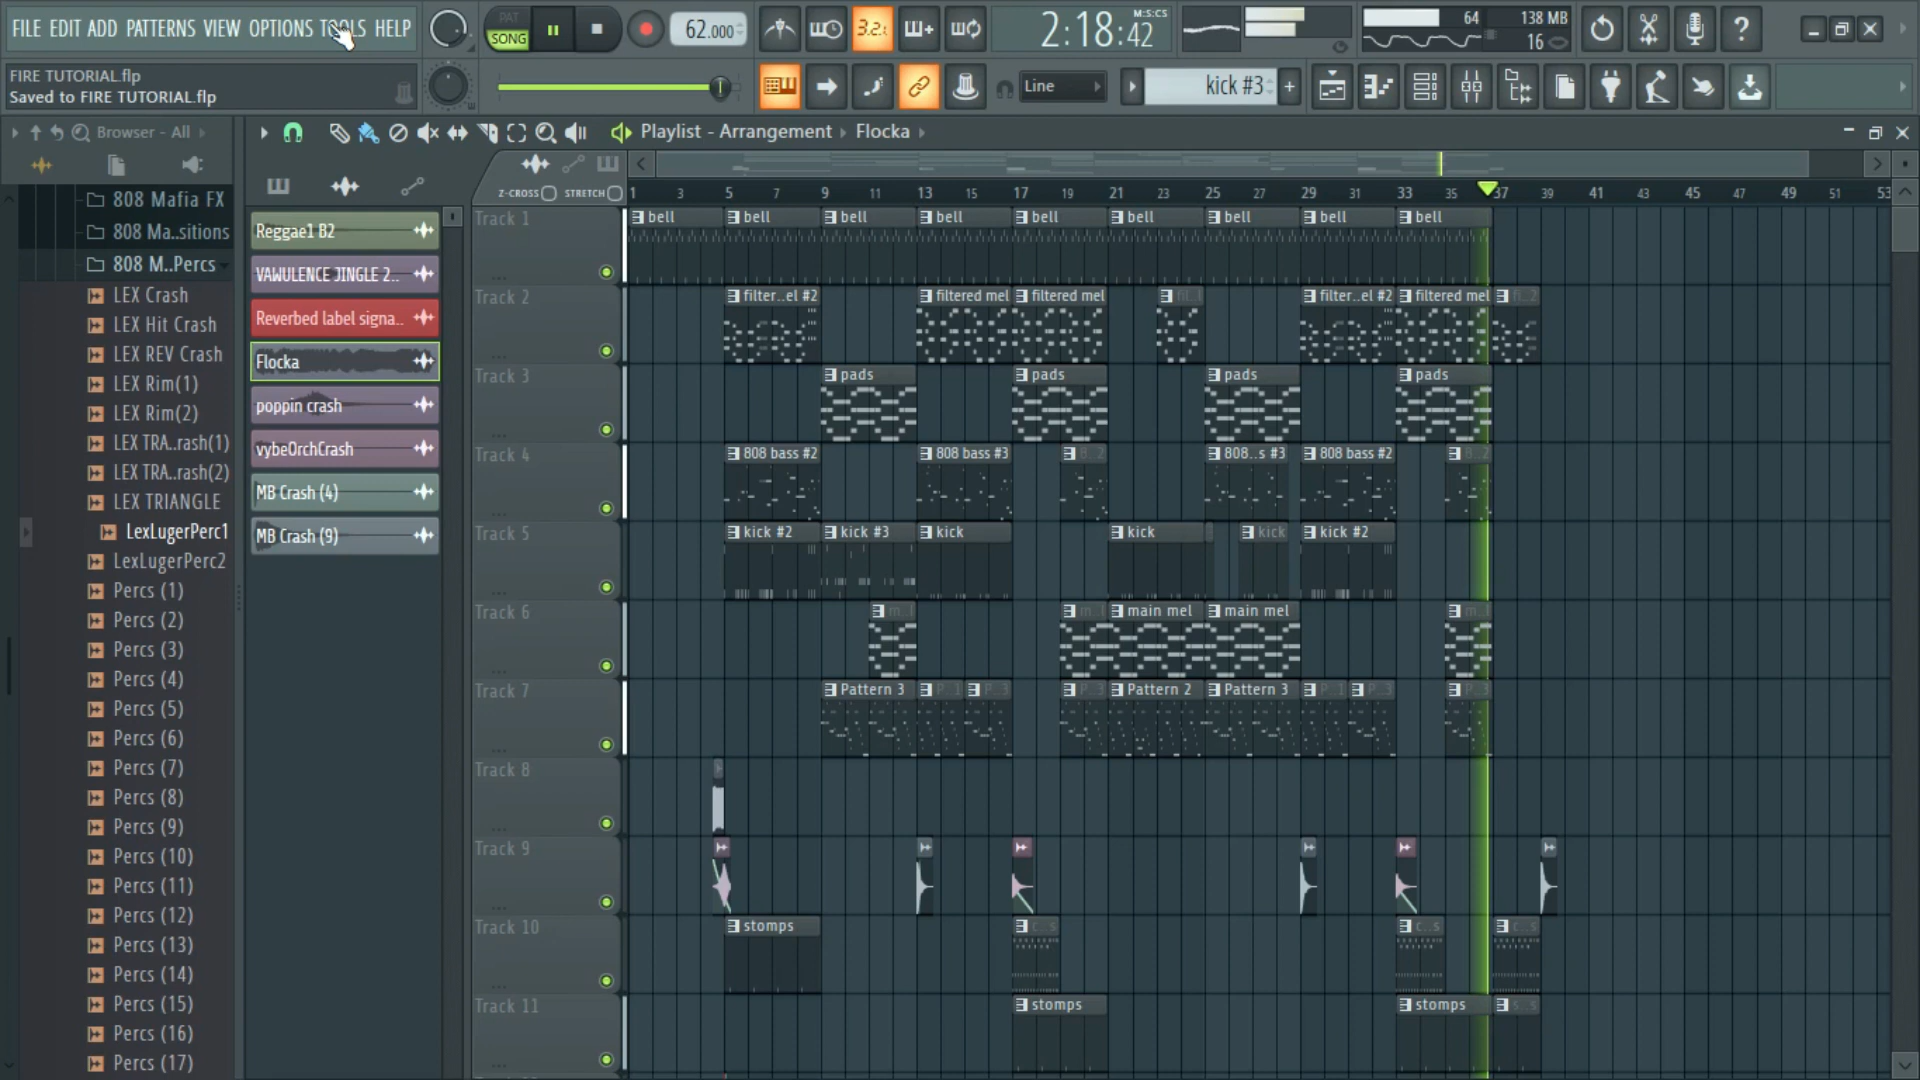 FILE EDIT ADD PATTERNS VIEW OPTIONS TOOLS HELP
PAT
SONG
62.000
3.2.
2:18:42
M:S:CS
64
138 MB
16
FIRE TUTORIAL.flp
Saved to FIRE TUTORIAL.flp
Line
kick #3
Browser - All
Playlist - Arrangement › Flocka
808 Mafia FX
808 Ma..sitions
808 M..Percs
LEX Crash
LEX Hit Crash
LEX REV Crash
LEX Rim(1)
LEX Rim(2)
LEX TRA..rash(1)
LEX TRA..rash(2)
LEX TRIANGLE
LexLugerPerc1
LexLugerPerc2
Percs (1)
Percs (2)
Percs (3)
Percs (4)
Percs (5)
Percs (6)
Percs (7)
Percs (8)
Percs (9)
Percs (10)
Percs (11)
Percs (12)
Percs (13)
Percs (14)
Percs (15)
Percs (16)
Percs (17)
Reggae1 B2
VAWULENCE JINGLE 2..
Reverbed label signa..
Flocka
poppin crash
vybeOrchCrash
MB Crash (4)
MB Crash (9)
Z-CROSS STRETCH
1 3 5 7 9 11 13 15 17 19 21 23 25 27 29 31 33 35 37 39 41 43 45 47 49 51 53
Track 1 bell bell bell bell bell bell bell bell bell
Track 2 filter..el #2 filtered mel filtered mel filter..el #2 filtered mel
Track 3 pads pads pads pads
Track 4 808 bass #2 808 bass #3 808..s #3 808 bass #2
Track 5 kick #2 kick #3 kick kick kick kick #2
Track 6 main mel main mel
Track 7 Pattern 3 Pattern 2 Pattern 3
Track 8
Track 9
Track 10 stomps
Track 11 stomps stomps